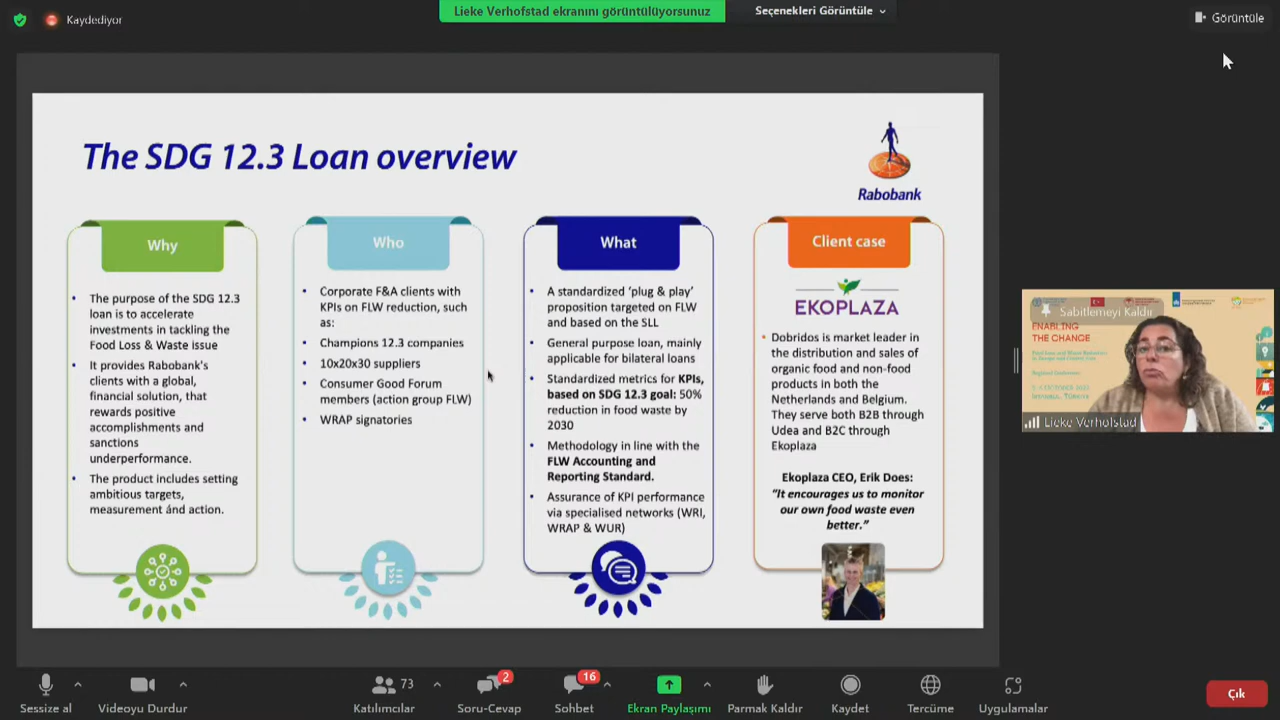 Kaydediyor
Lieke Verhofstad ekranını görüntülüyorsunuz
Seçenekleri Görüntüle
Görüntüle
The SDG 12.3 Loan overview
Rabobank
Why
The purpose of the SDG 12.3
loan is to accelerate
investments in tackling the
Food Loss & Waste issue
It provides Rabobank's
clients with a global,
financial solution, that
rewards positive
accomplishments and
sanctions
underperformance.
The product includes setting
ambitious targets,
measurement ánd action.
Who
Corporate F&A clients with
KPIs on FLW reduction, such
as:
Champions 12.3 companies
10x20x30 suppliers
Consumer Good Forum
members (action group FLW)
WRAP signatories
What
A standardized ‘plug & play’
proposition targeted on FLW
and based on the SLL
General purpose loan, mainly
applicable for bilateral loans
Standardized metrics for KPIs,
based on SDG 12.3 goal: 50%
reduction in food waste by
2030
Methodology in line with the
FLW Accounting and
Reporting Standard.
Assurance of KPI performance
via specialised networks (WRI,
WRAP & WUR)
Client case
EKOPLAZA
Dobridos is market leader in
the distribution and sales of
organic food and non-food
products in both the
Netherlands and Belgium.
They serve both B2B through
Udea and B2C through
Ekoplaza
Ekoplaza CEO, Erik Does:
“It encourages us to monitor
our own food waste even
better.”
Sabitlemeyi Kaldır
ENABLING
THE CHANGE
Lieke Verhofstad
Sessize al
Videoyu Durdur
73
Katılımcılar
2
Soru-Cevap
16
Sohbet
Ekran Paylaşımı
Parmak Kaldır
Kaydet
Tercüme
Uygulamalar
Çık